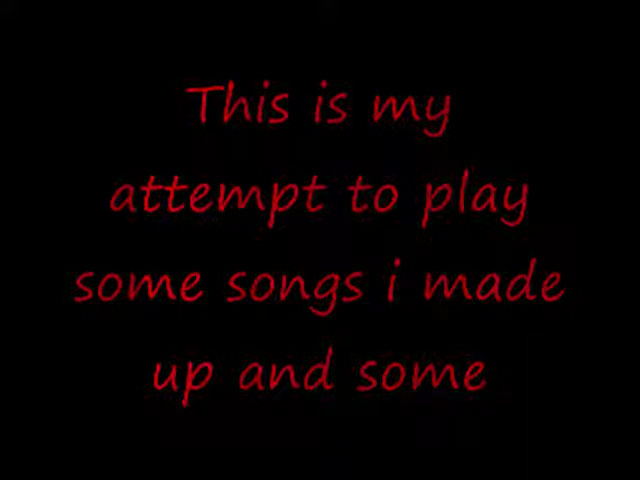 This is my
attempt to play
some songs i made
up and some